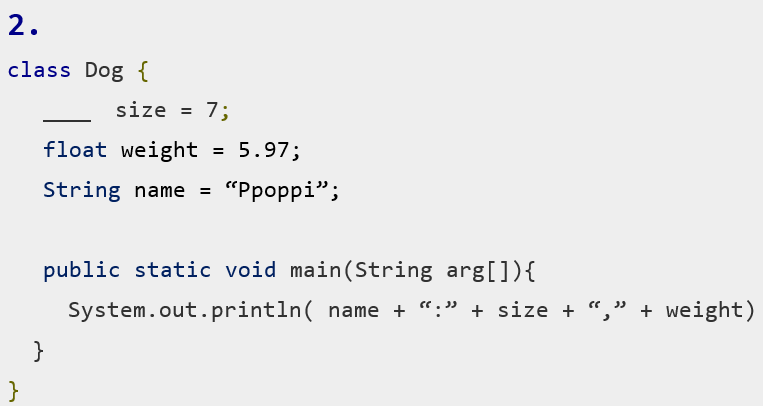 2.
class Dog {
____ size = 7;
float weight = 5.97;
String name = “Ppoppi”;
public static void main(String arg[]){
System.out.println( name + “:” + size + “,” + weight)
}
}